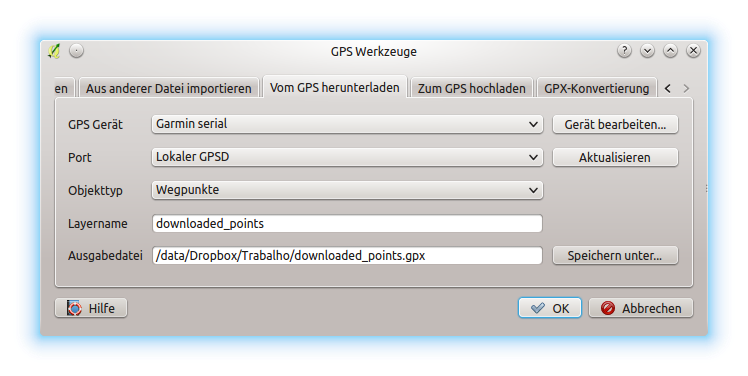 GPS Werkzeuge
en Aus anderer Datei importieren Vom GPS herunterladen Zum GPS hochladen GPX-Konvertierung
GPS Gerät Garmin serial Gerät bearbeiten...
Port Lokaler GPSD Aktualisieren
Objekttyp Wegpunkte
Layername downloaded_points
Ausgabedatei /data/Dropbox/Trabalho/downloaded_points.gpx Speichern unter...
Hilfe OK Abbrechen